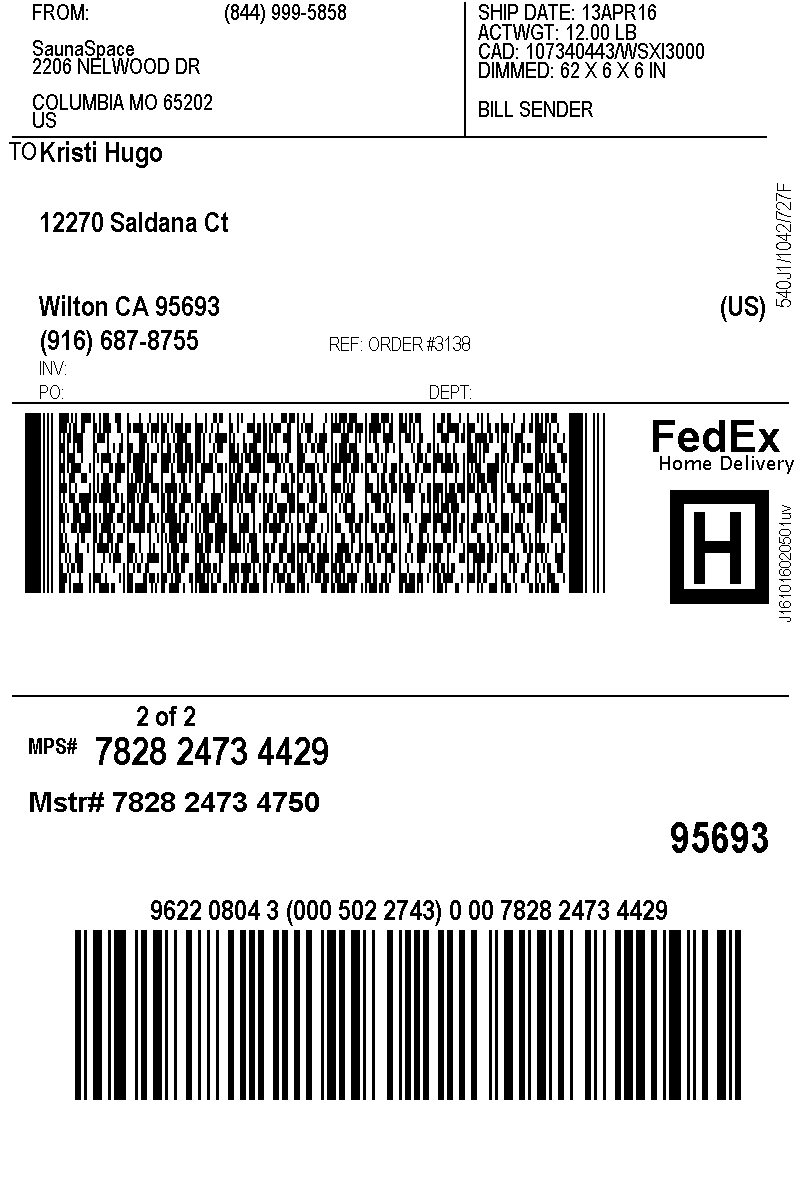 FROM: (844) 999-5858
SaunaSpace
2206 NELWOOD DR
COLUMBIA MO 65202
US
SHIP DATE: 13APR16
ACTWGT: 12.00 LB
CAD: 107340443/WSXI3000
DIMMED: 62 X 6 X 6 IN
BILL SENDER
TO Kristi Hugo
12270 Saldana Ct
Wilton CA 95693 (US)
(916) 687-8755 REF: ORDER #3138
INV:
PO: DEPT:
540J1/1042/727F
FedEx
Home Delivery
H
J161016020501uv
2 of 2
MPS# 7828 2473 4429
Mstr# 7828 2473 4750
95693
9622 0804 3 (000 502 2743) 0 00 7828 2473 4429